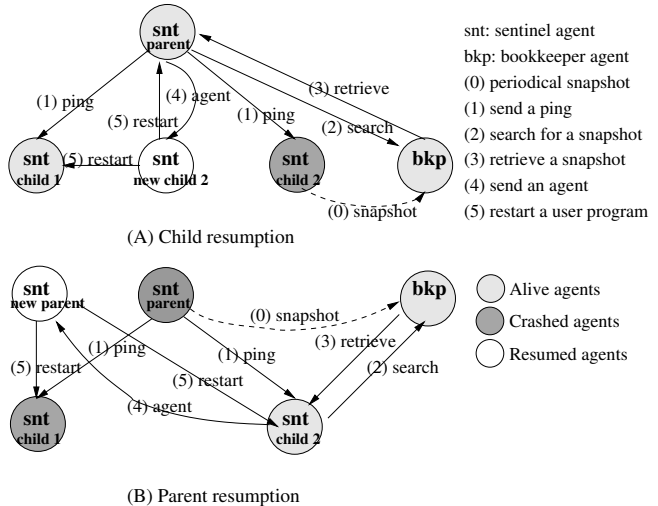 snt
parent
snt: sentinel agent
bkp: bookkeeper agent
(0) periodical snapshot
(1) send a ping
(2) search for a snapshot
(3) retrieve a snapshot
(4) send an agent
(5) restart a user program
(3) retrieve
(1) ping
(4) agent
(5) restart
(1) ping
(2) search
snt
child 1
(5) restart
snt
new child 2
snt
child 2
bkp
(0) snapshot
(A) Child resumption
snt
new parent
snt
parent
bkp
Alive agents
Crashed agents
Resumed agents
(0) snapshot
(1) ping
(1) ping
(3) retrieve
(5) restart
(5) restart
(2) search
(4) agent
snt
child 1
snt
child 2
(B) Parent resumption